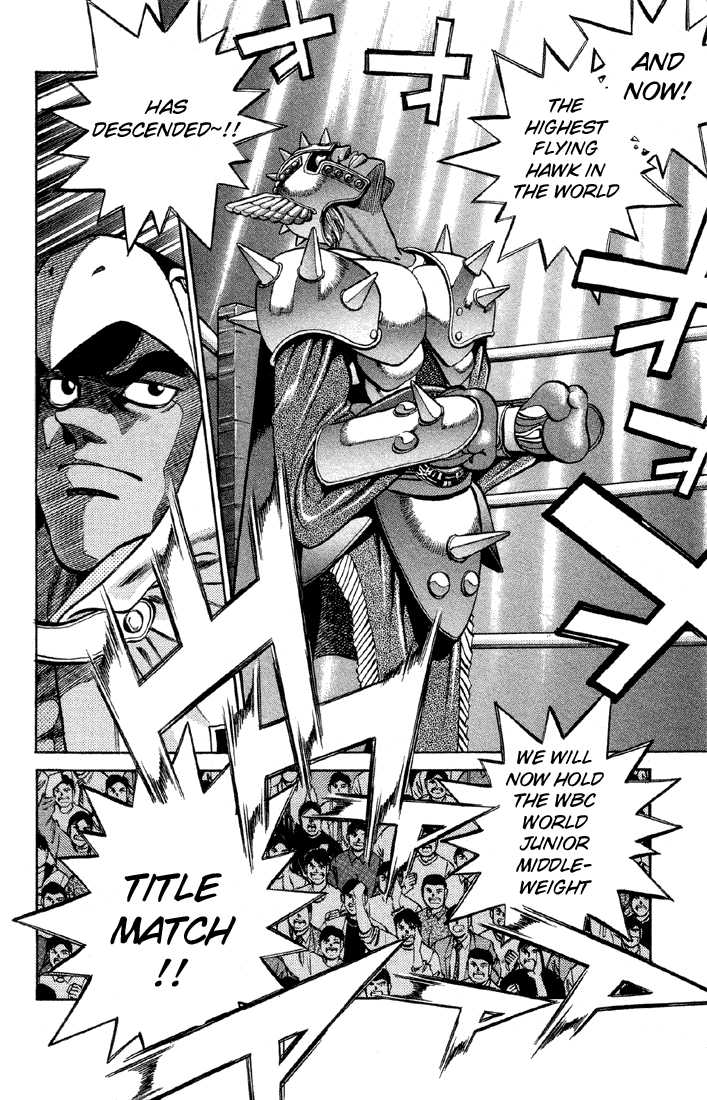 AND
NOW!
THE
HIGHEST
FLYING
HAWK IN
THE WORLD
HAS
DESCENDED~!!
WE WILL
NOW HOLD
THE WBC
WORLD
JUNIOR
MIDDLE-
WEIGHT
TITLE
MATCH
!!